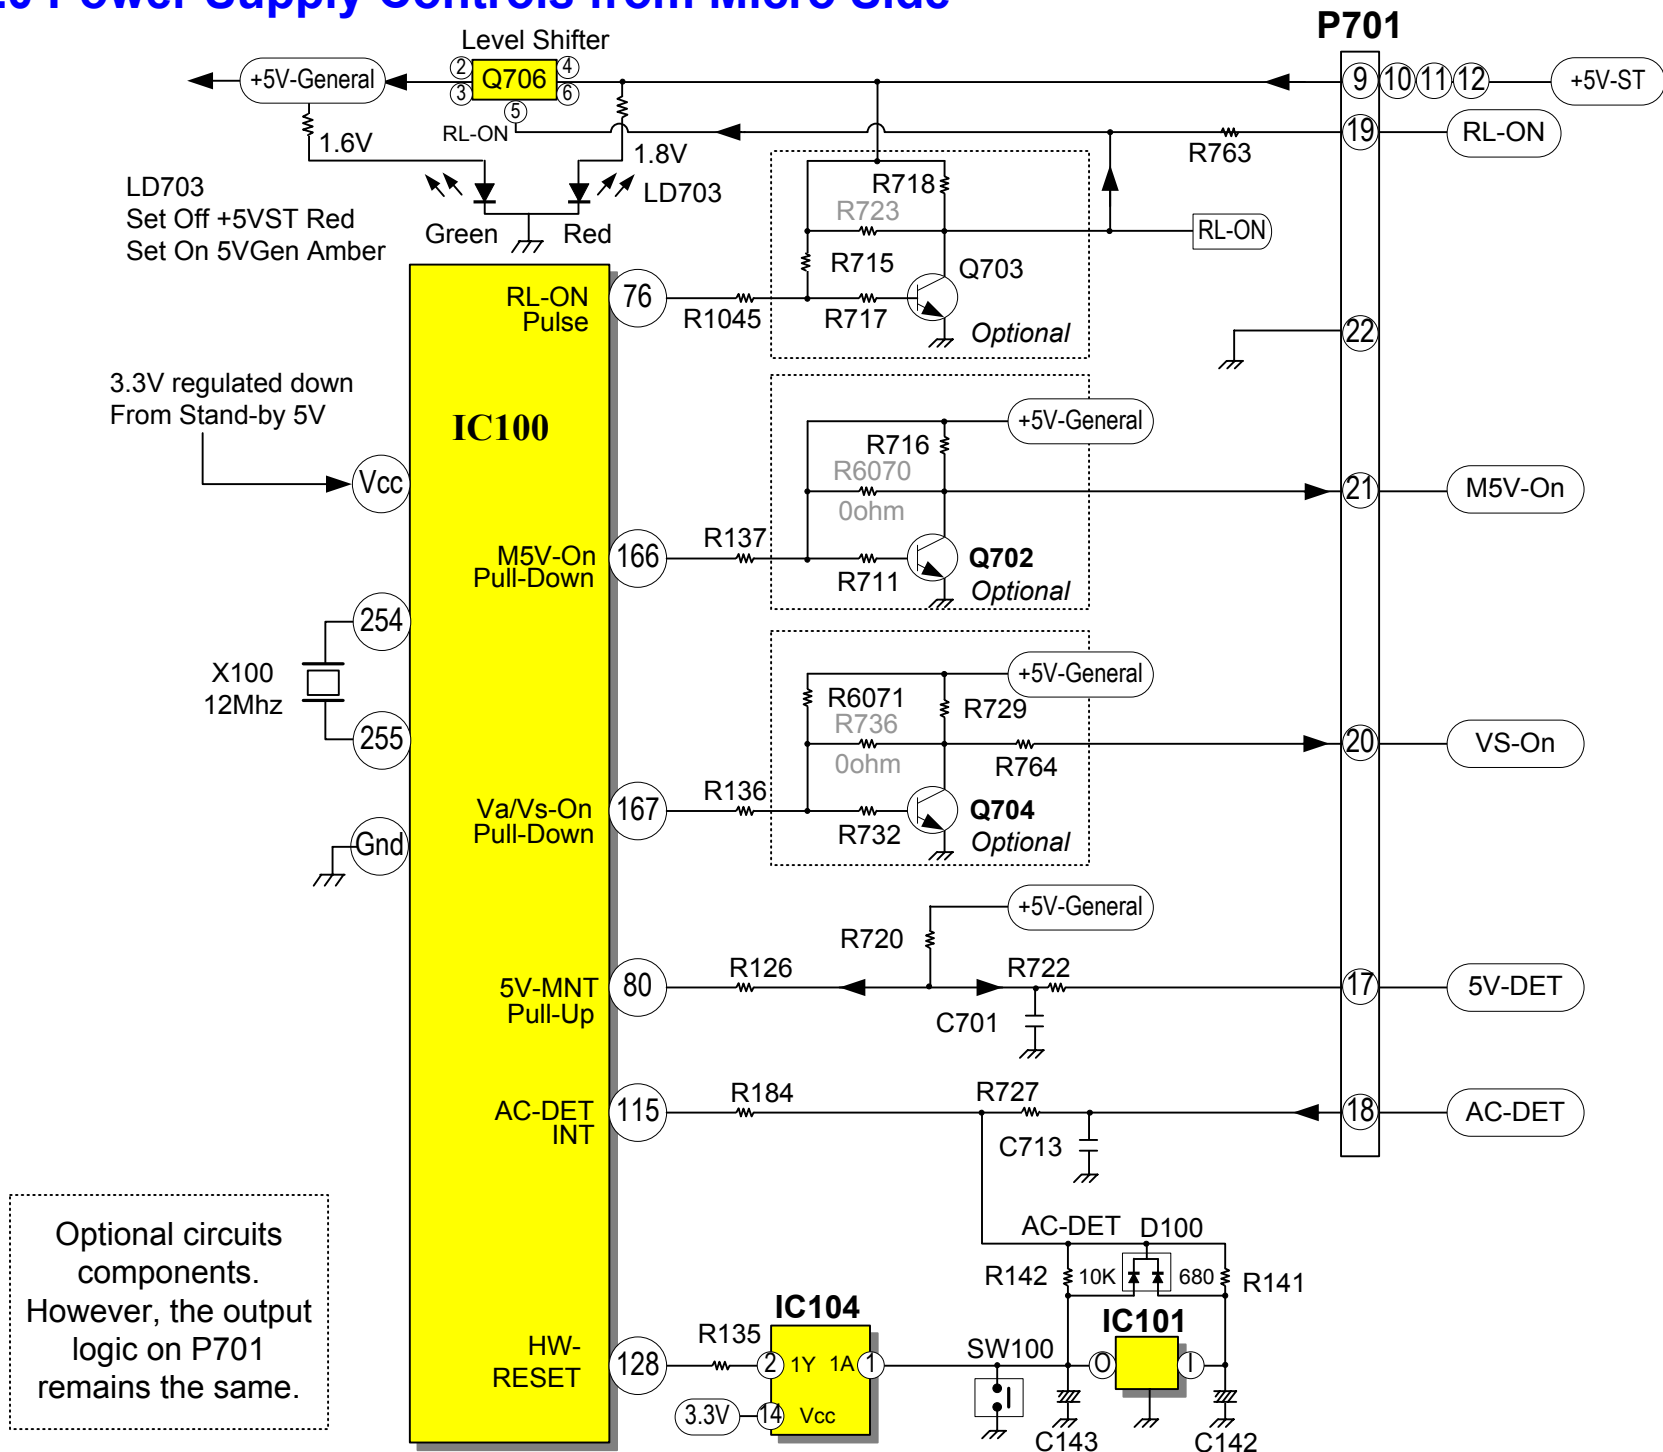 Power Supply Controls from Micro Side
P701
Level Shifter
+5V-General
2
3
Q706
4
6
5
9
10
11
12
+5V-ST
RL-ON
1.6V
1.8V
R763
19
RL-ON
LD703
Set Off +5VST Red
Set On 5VGen Amber
LD703
Green
Red
R718
R723
R715
Q703
RL-ON
RL-ON
Pulse
76
R1045
R717
Optional
22
3.3V regulated down
From Stand-by 5V
IC100
Vcc
+5V-General
R716
R6070
0ohm
21
M5V-On
M5V-On
Pull-Down
166
R137
R711
Q702
Optional
254
X100
12Mhz
255
+5V-General
R6071
R736
0ohm
R729
R764
20
VS-On
Va/Vs-On
Pull-Down
167
R136
R732
Q704
Optional
Gnd
+5V-General
R720
5V-MNT
Pull-Up
80
R126
R722
C701
17
5V-DET
AC-DET
INT
115
R184
R727
C713
18
AC-DET
Optional circuits
components.
However, the output
logic on P701
remains the same.
AC-DET
D100
R142
10K
680
R141
IC104
IC101
HW-
RESET
128
R135
2
1Y
1A
1
SW100
O
I
3.3V
14
Vcc
C143
C142